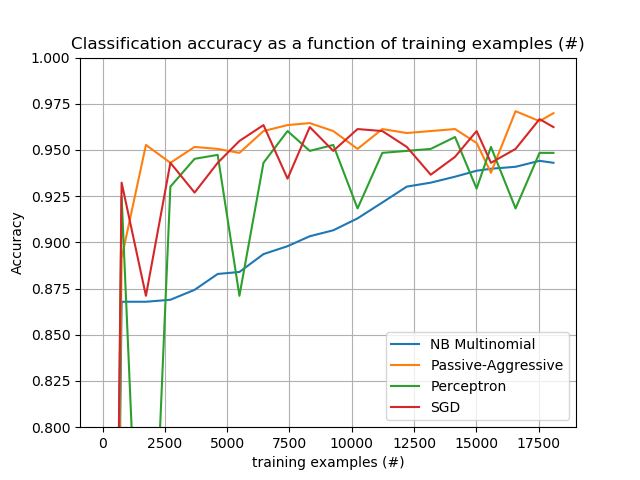 Classification accuracy as a function of training examples (#)
1.000
0.975
0.950
0.925
0.900
0.875
0.850
0.825
0.800
Accuracy
NB Multinomial
Passive-Aggressive
Perceptron
SGD
0 2500 5000 7500 10000 12500 15000 17500
training examples (#)